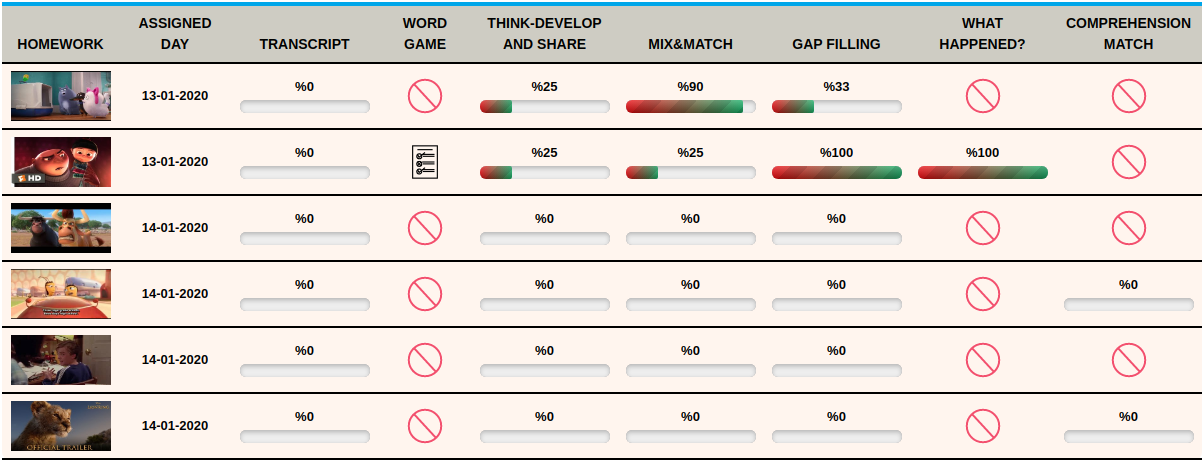 HOMEWORK
ASSIGNED
DAY
TRANSCRIPT
WORD
GAME
THINK-DEVELOP
AND SHARE
MIX&MATCH
GAP FILLING
WHAT
HAPPENED?
COMPREHENSION
MATCH
13-01-2020 %0 %25 %90 %33
HD
13-01-2020 %0 %25 %25 %100 %100
14-01-2020 %0 %0 %0 %0
14-01-2020 %0 %0 %0 %0 %0
14-01-2020 %0 %0 %0 %0
OFFICIAL TRAILER
14-01-2020 %0 %0 %0 %0 %0